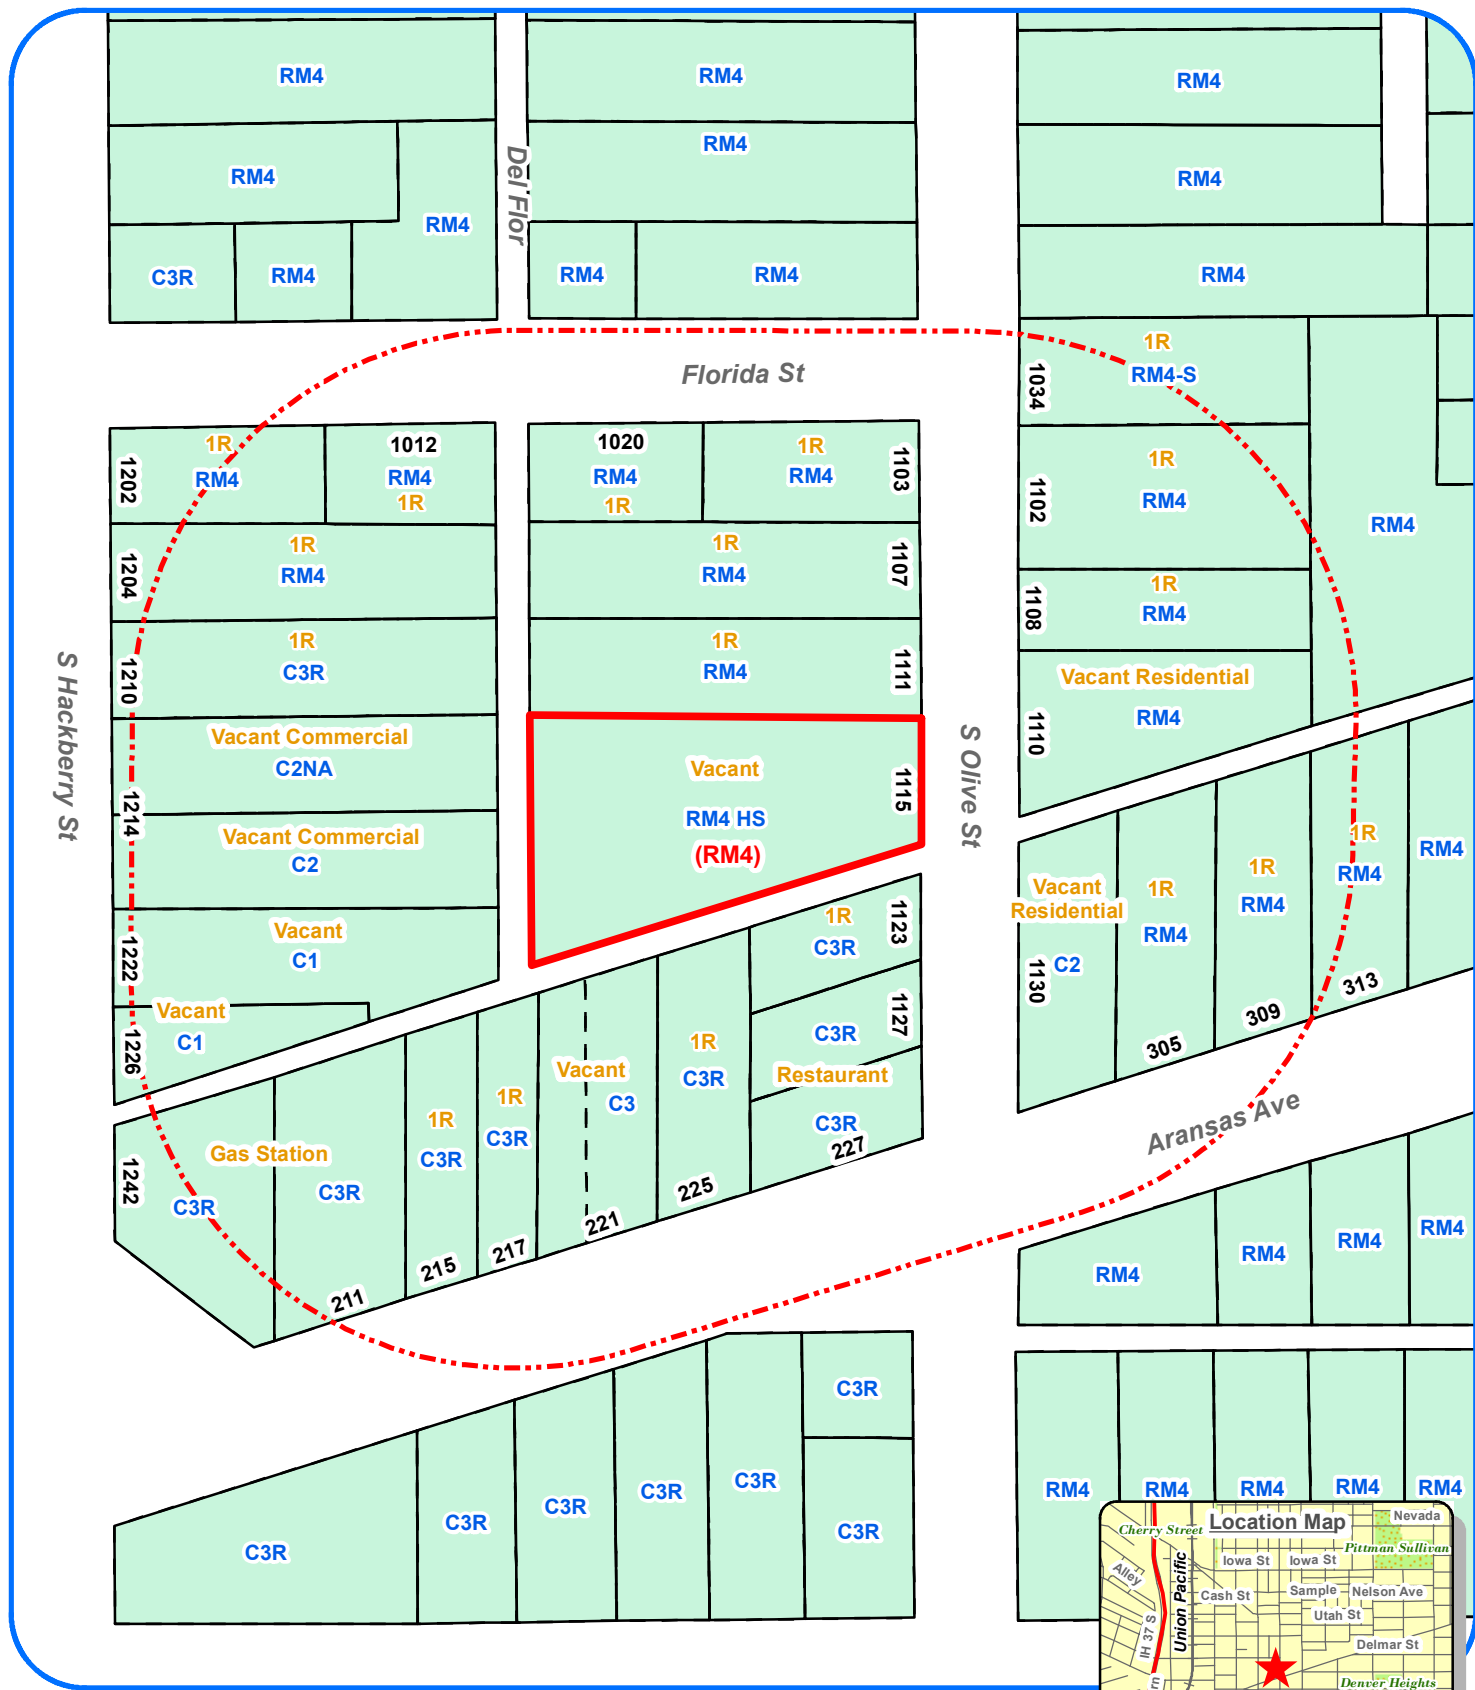 RM4
RM4
RM4
RM4
RM4
RM4
RM4
RM4
C3R
RM4
Del Flor
RM4
RM4
RM4
Florida St
1R
RM4-S
1034
1202
1R
RM4
1012
RM4
1R
1020
RM4
1R
1R
RM4
1103
1102
1R
RM4
RM4
1204
1R
RM4
1R
RM4
1107
1108
1R
RM4
S Hackberry St
1210
1R
C3R
1R
RM4
1111
Vacant Residential
RM4
1110
Vacant Commercial
C2NA
1214
Vacant Commercial
C2
Vacant
RM4 HS
(RM4)
1115
S Olive St
1222
Vacant
C1
1R
C3R
1123
Vacant
Residential
C2
1130
1R
RM4
305
1R
RM4
309
1R
RM4
313
RM4
Vacant
C1
1226
C3R
1127
Restaurant
C3R
227
1R
C3R
225
Vacant
C3
221
1R
C3R
217
1R
C3R
215
Gas Station
1242
C3R
C3R
211
Aransas Ave
RM4
RM4
RM4
RM4
C3R
C3R
C3R
C3R
C3R
C3R
C3R
RM4
RM4
RM4
RM4
RM4
Location Map
Nevada
Cherry Street
Pittman Sullivan
Iowa St
Iowa St
Alley
Union Pacific
Cash St
Sample
Nelson Ave
Utah St
IH 37 S
Delmar St
Denver Heights